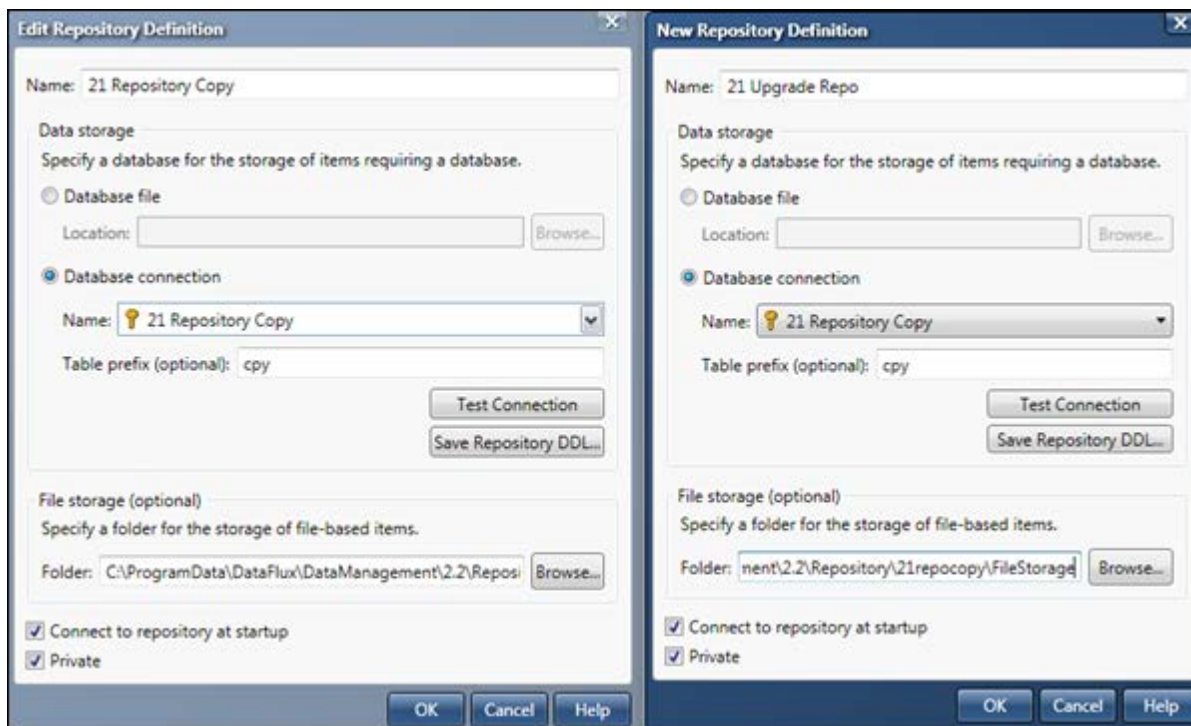 Edit Repository Definition
Name: 21 Repository Copy
Data storage
Specify a database for the storage of items requiring a database.
Database file
Location: Browse...
Database connection
Name: 21 Repository Copy
Table prefix (optional): cpy
Test Connection
Save Repository DDL...
File storage (optional)
Specify a folder for the storage of file-based items.
Folder: C:\ProgramData\DataFlux\DataManagement\2.2\Reposi Browse...
Connect to repository at startup
Private
OK Cancel Help
New Repository Definition
Name: 21 Upgrade Repo
Data storage
Specify a database for the storage of items requiring a database.
Database file
Location: Browse...
Database connection
Name: 21 Repository Copy
Table prefix (optional): cpy
Test Connection
Save Repository DDL...
File storage (optional)
Specify a folder for the storage of file-based items.
Folder: nent\2.2\Repository\21repocopy\FileStorage Browse...
Connect to repository at startup
Private
OK Cancel Help